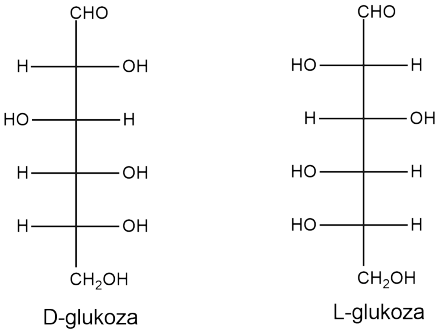 CHO CHO
H OH HO H
HO H H OH
H OH HO H
H OH HO H
CH₂OH CH₂OH
D-glukoza L-glukoza